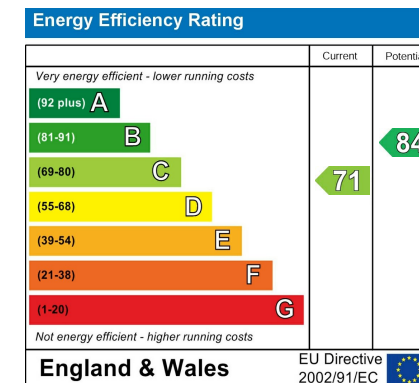 Energy Efficiency Rating
Current Potenti
Very energy efficient - lower running costs
(92 plus) A
(81-91) B
84
(69-80) C
71
(55-68) D
(39-54) E
(21-38) F
(1-20) G
Not energy efficient - higher running costs
England & Wales
EU Directive
2002/91/EC